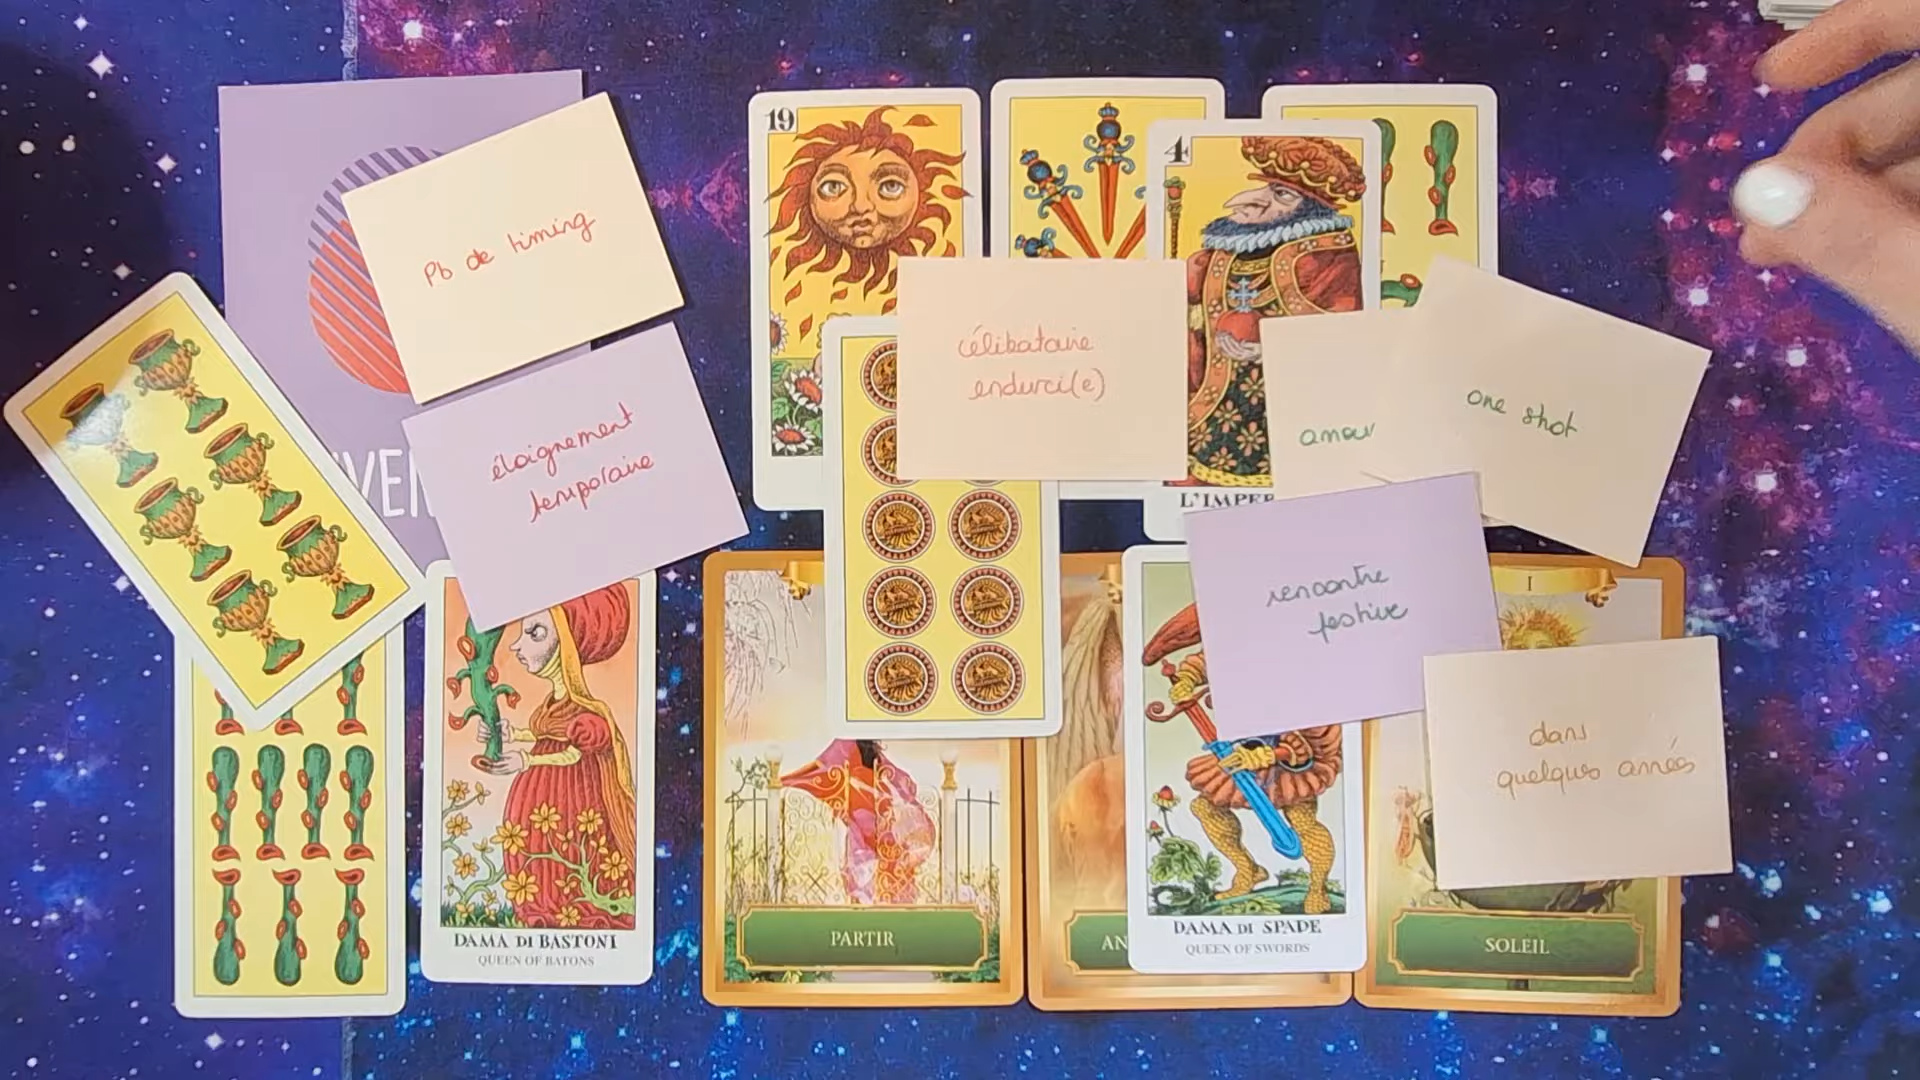 19
4
Pb de timing
célibataire
endurci(e)
one shot
amour
éloignement
temporaire
VEN
L'IMPER
rencontre
festive
I
dans
quelques années
DAMA DI BASTONI
QUEEN OF BATONS
PARTIR
AN
DAMA DI SPADE
QUEEN OF SWORDS
SOLEIL